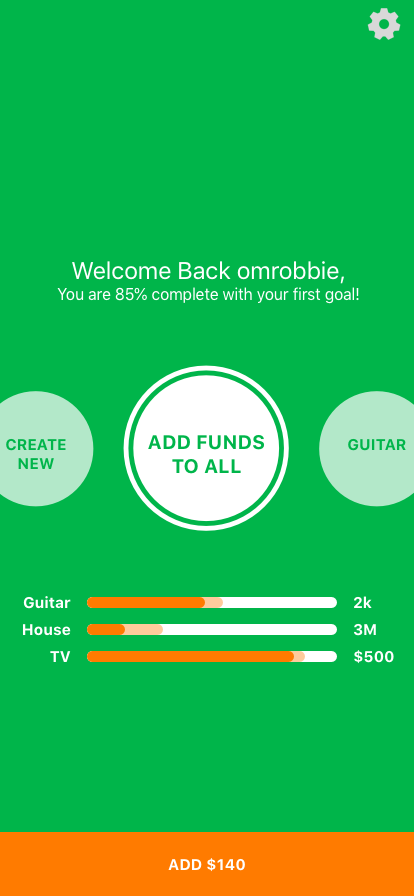 Welcome Back omrobbie,
You are 85% complete with your first goal!
CREATE
NEW
ADD FUNDS
TO ALL
GUITAR
Guitar 2k
House 3M
TV $500
ADD $140